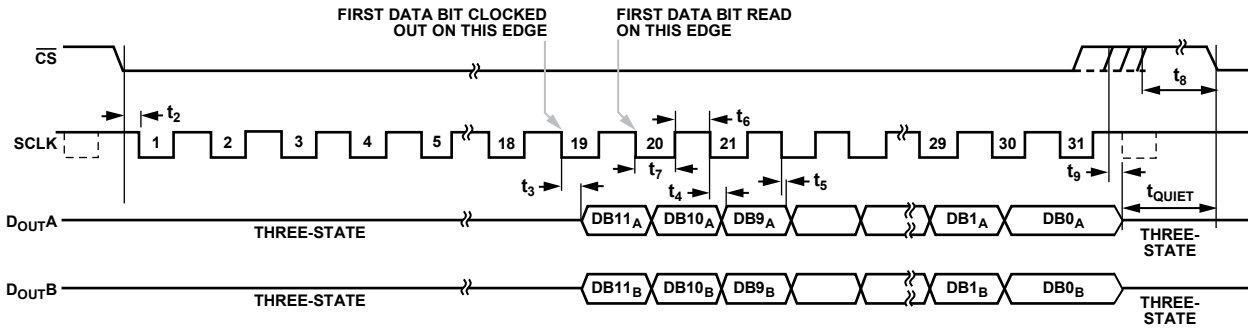 FIRST DATA BIT CLOCKED
OUT ON THIS EDGE
FIRST DATA BIT READ
ON THIS EDGE
CS
t8
t2
t6
SCLK
1 2 3 4 5 18 19 20 21 29 30 31
t3
t7
t4
t5
t9
tQUIET
DOUTA
THREE-STATE
DB11A DB10A DB9A DB1A DB0A
THREE-
STATE
DOUTB
THREE-STATE
DB11B DB10B DB9B DB1B DB0B
THREE-
STATE